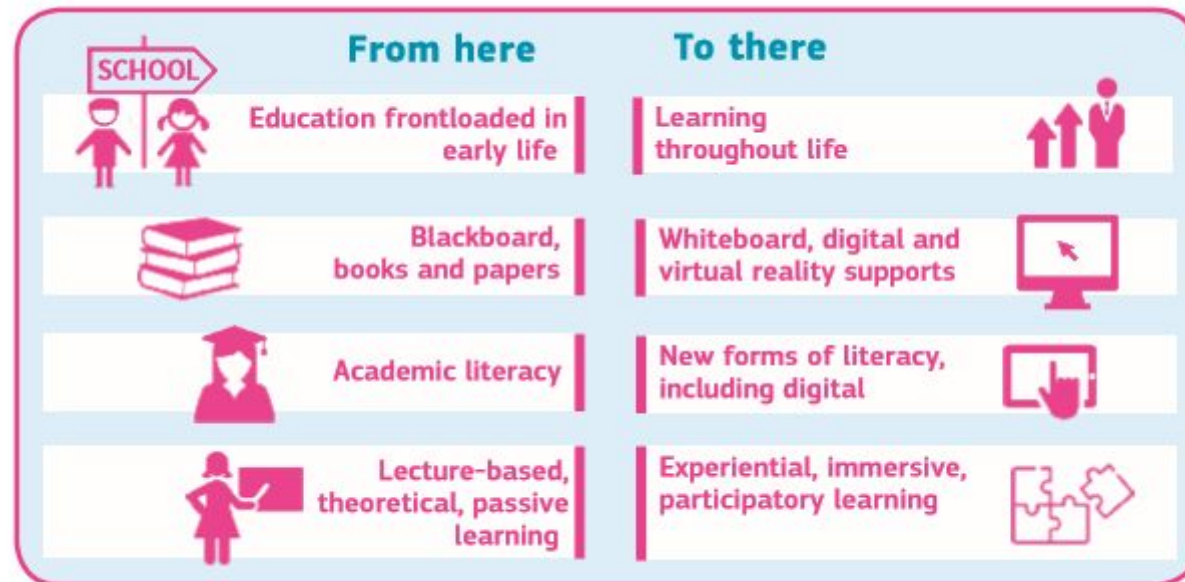 From here
To there
SCHOOL
Education frontloaded in
early life
Learning
throughout life
Blackboard,
books and papers
Whiteboard, digital and
virtual reality supports
Academic literacy
New forms of literacy,
including digital
Lecture-based,
theoretical, passive
learning
Experiential, immersive,
participatory learning